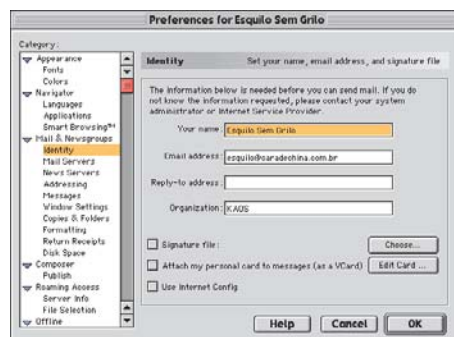 Preferences for Esquilo Sem Grilo
Category:
Appearance
Fonts
Colors
Navigator
Languages
Applications
Smart Browsing™
Mail & Newsgroups
Identity
Mail Servers
News Servers
Addressing
Messages
Window Settings
Copies & Folders
Formatting
Return Receipts
Disk Space
Composer
Publish
Roaming Access
Server Info
File Selection
Offline
Identity Set your name, email address, and signature file
The information below is needed before you can send mail. If you do
not know the information requested, please contact your system
administrator or Internet Service Provider.
Your name: Esquilo Sem Grilo
Email address: esquilo@caradechina.com.br
Reply-to address:
Organization: KAOS
Signature file: Choose...
Attach my personal card to messages (as a VCard) Edit Card ...
Use Internet Config
Help Cancel OK